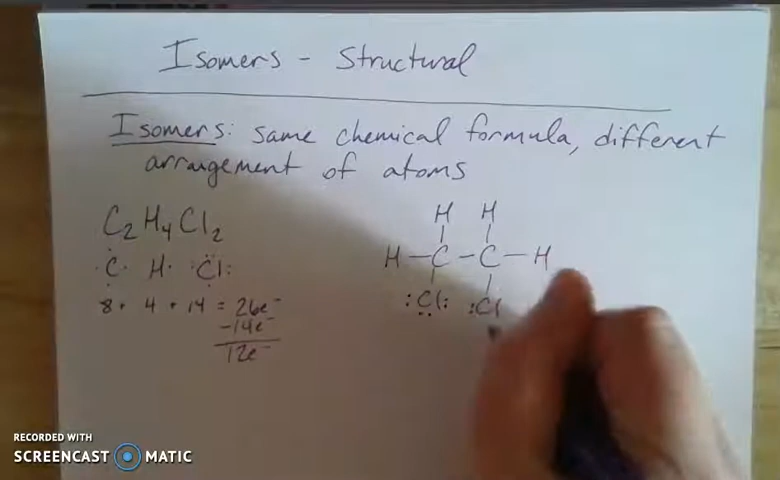 Isomers - Structural
Isomers: same chemical formula, different
arrangement of atoms
C₂H₄Cl₂
·C· H· ·Cl:
8 + 4 + 14 = 26e⁻
-14e⁻
12e⁻
H H
H-C-C-H
:Cl: :Cl
RECORDED WITH
SCREENCAST MATIC